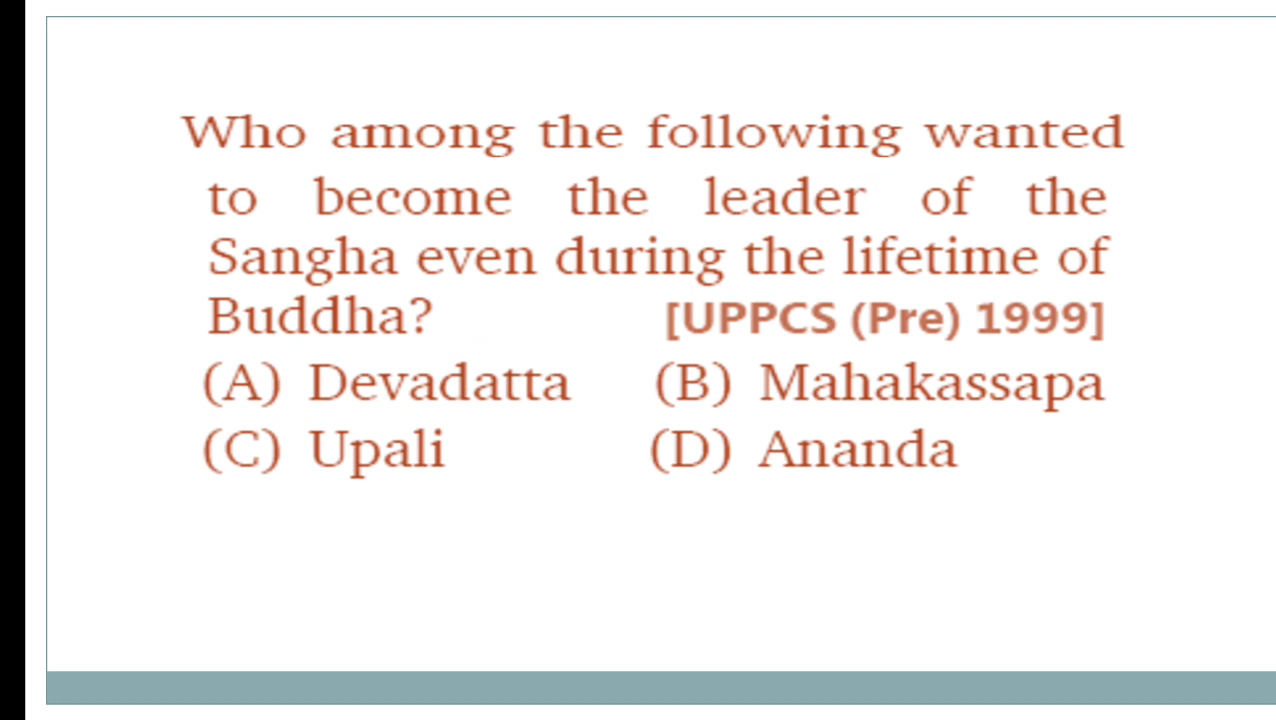 Who among the following wanted
to become the leader of the
Sangha even during the lifetime of
Buddha? [UPPCS (Pre) 1999]
(A) Devadatta (B) Mahakassapa
(C) Upali (D) Ananda